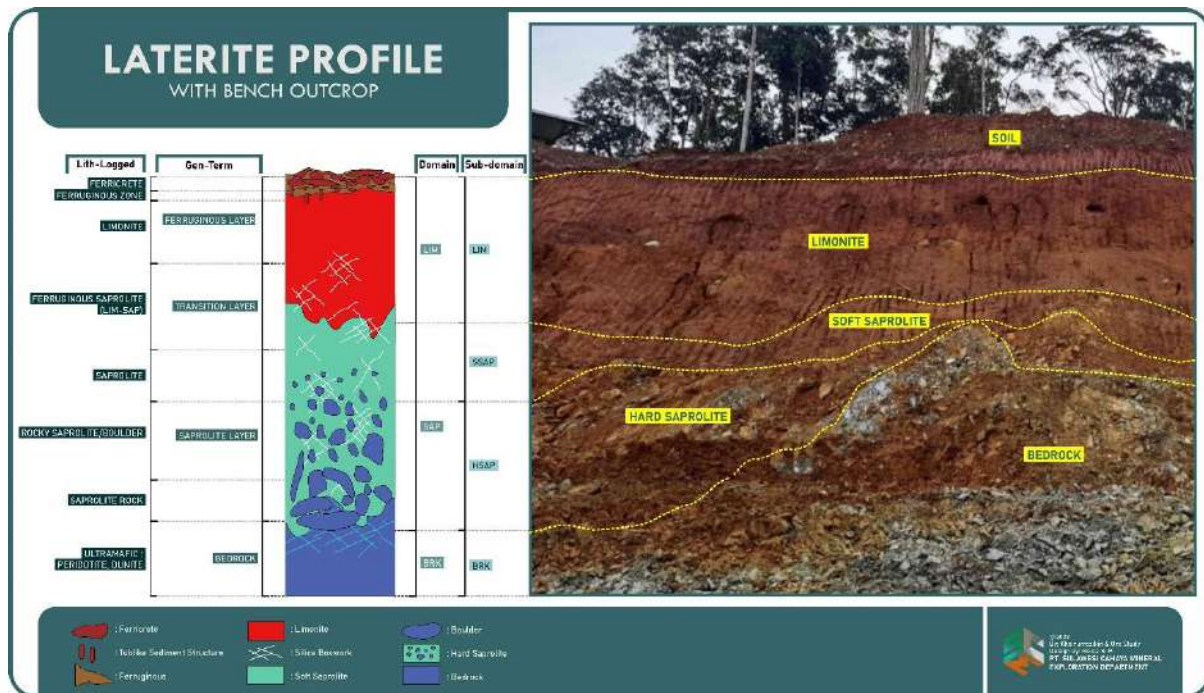 LATERITE PROFILE
WITH BENCH OUTCROP
Lith-Logged
Gen-Term
Domain
Sub-domain
FERRICRETE
FERRUGINOUS ZONE
LIMONITE
FERRUGINOUS SAPROLITE
(LIM-SAP)
SAPROLITE
ROCKY SAPROLITE/BOULDER
SAPROLITE ROCK
ULTRAMAFIC :
PERIDOTITE, DUNITE
FERRUGINOUS LAYER
TRANSITION LAYER
SAPROLITE LAYER
BEDROCK
LIM
SAP
BRK
LIM
SSAP
HSAP
BRK
SOIL
LIMONITE
SOFT SAPROLITE
HARD SAPROLITE
BEDROCK
: Ferricrete
: Tublike Sediment Structure
: Ferruginous
: Limonite
: Silica Boxwork
: Soft Saprolite
: Boulder
: Hard Saprolite
: Bedrock
PT. SULAWESI CAHAYA MINERAL
EXPLORATION DEPARTMENT